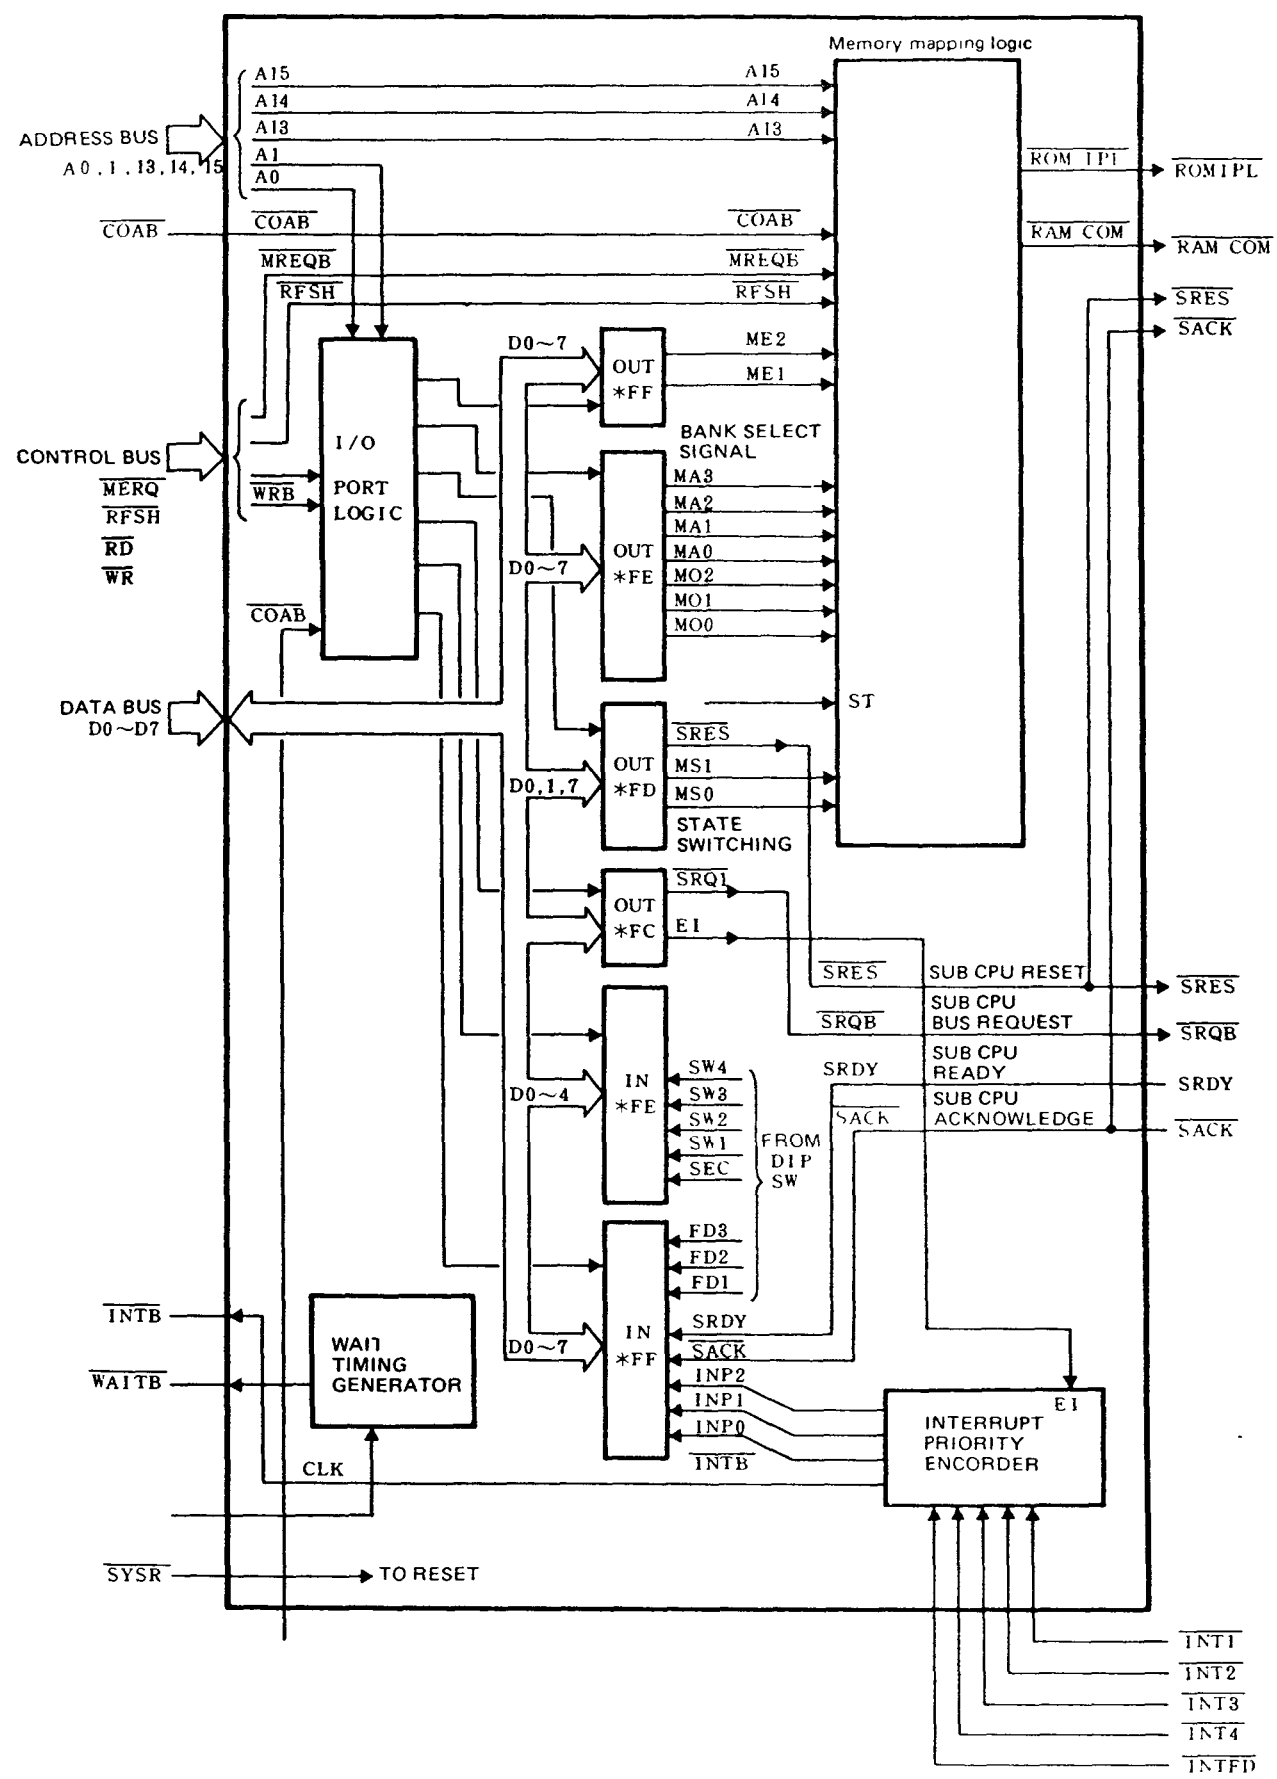 Memory mapping logic
A15
A15
A14
A14
ADDRESS BUS
A13
A13
A0, 1, 13, 14, 15
A1
A0
ROM IPL
ROMIPL
COAB
COAB
COAB
RAM COM
RAM COM
MREQB
MREQB
RFSH
RFSH
SRES
SACK
D0~7
OUT
*FF
ME2
ME1
I/O
PORT
LOGIC
BANK SELECT
SIGNAL
CONTROL BUS
MERQ
RFSH
RD
WR
WRB
COAB
D0~7
OUT
*FE
MA3
MA2
MA1
MA0
MO2
MO1
MO0
DATA BUS
D0~D7
ST
D0,1,7
OUT
*FD
SRES
MS1
MS0
STATE
SWITCHING
OUT
*FC
SRQ1
EI
SRES
SUB CPU RESET
SRES
SRQB
SUB CPU
BUS REQUEST
SRQB
SRDY
SUB CPU
READY
SRDY
SACK
SUB CPU
ACKNOWLEDGE
SACK
D0~4
IN
*FE
SW4
SW3
SW2
SW1
SEC
FROM
DIP
SW
FD3
FD2
FD1
D0~7
IN
*FF
SRDY
SACK
INP2
INP1
INP0
INTB
INTB
WAIT
TIMING
GENERATOR
WAITB
CLK
EI
INTERRUPT
PRIORITY
ENCORDER
SYSR
TO RESET
INT1
INT2
INT3
INT4
INTFD